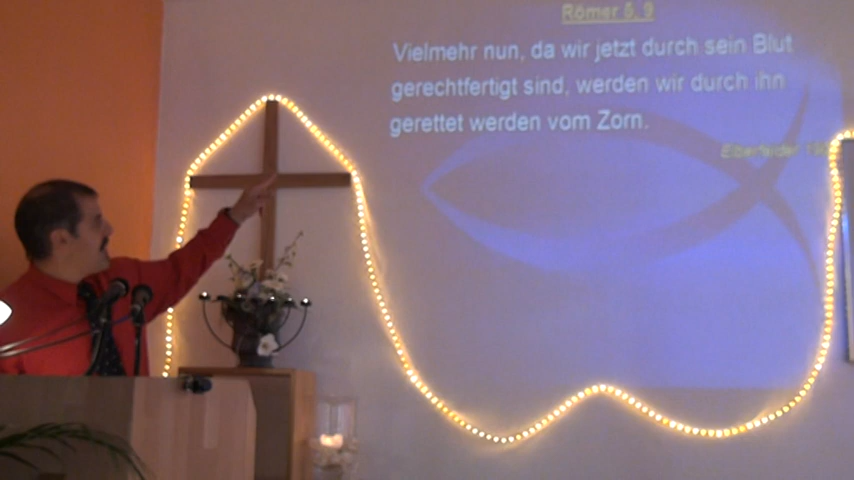 Römer 5, 9
Vielmehr nun, da wir jetzt durch sein Blut
gerechtfertigt sind, werden wir durch ihn
gerettet werden vom Zorn.
Elberfelder